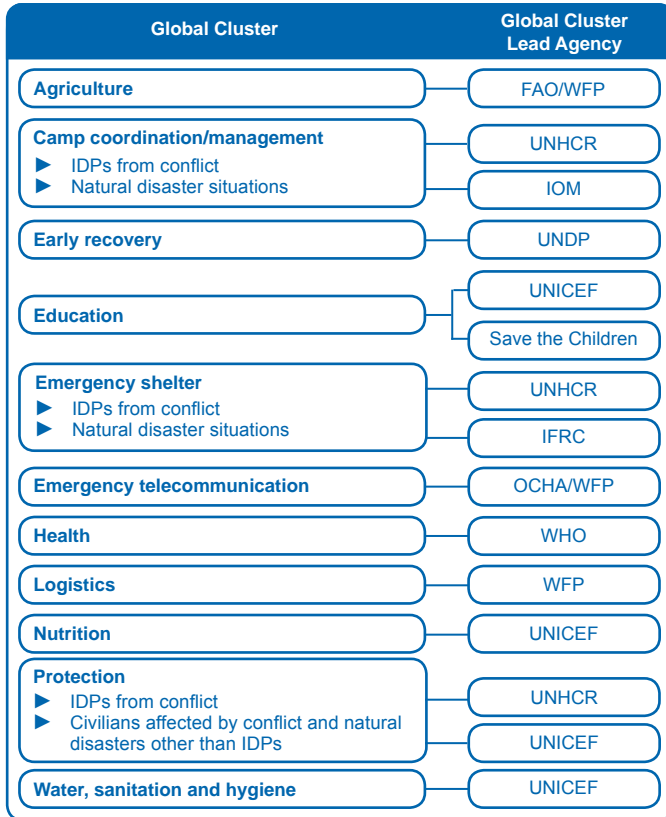 Global Cluster
Global Cluster
Lead Agency
Agriculture
FAO/WFP
Camp coordination/management
► IDPs from conflict
► Natural disaster situations
UNHCR
IOM
Early recovery
UNDP
Education
UNICEF
Save the Children
Emergency shelter
► IDPs from conflict
► Natural disaster situations
UNHCR
IFRC
Emergency telecommunication
OCHA/WFP
Health
WHO
Logistics
WFP
Nutrition
UNICEF
Protection
► IDPs from conflict
► Civilians affected by conflict and natural
disasters other than IDPs
UNHCR
UNICEF
Water, sanitation and hygiene
UNICEF